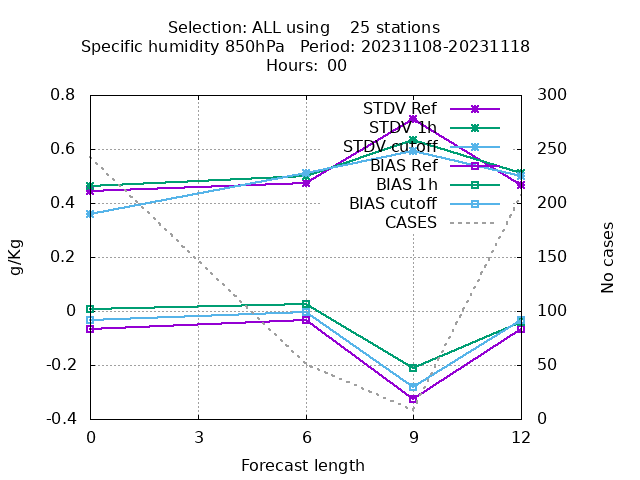 Selection: ALL using    25 stations
Specific humidity 850hPa   Period: 20231108-20231118
Hours: 00
STDV Ref
STDV 1h
STDV cutoff
BIAS Ref
BIAS 1h
BIAS cutoff
CASES
0.8
0.6
0.4
0.2
0
-0.2
-0.4
g/Kg
300
250
200
150
100
50
0
No cases
0 3 6 9 12
Forecast length